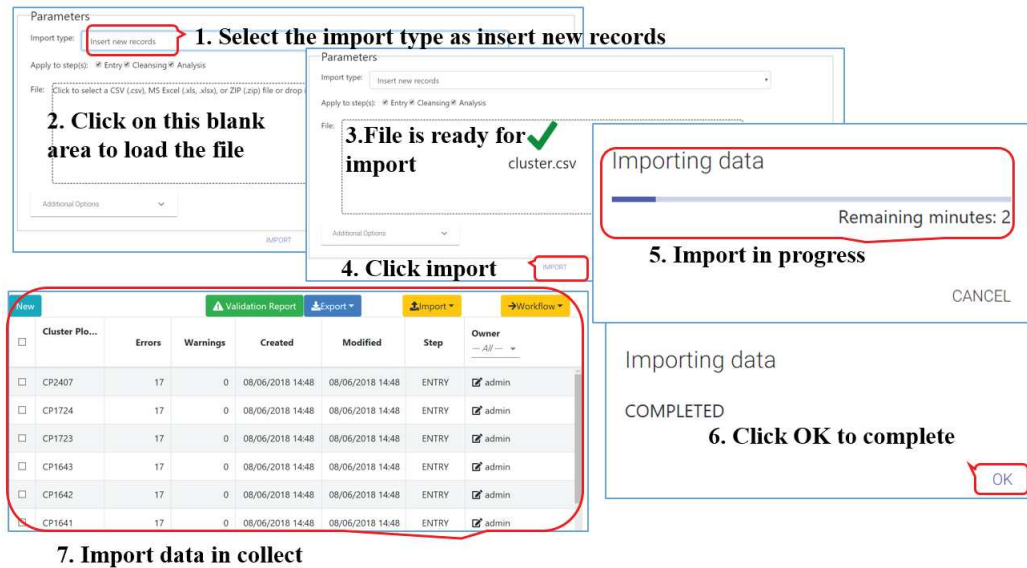 Parameters
Import type: Insert new records
1. Select the import type as insert new records
Apply to step(s): Entry Cleansing Analysis
File: Click to select a CSV (.csv), MS Excel (.xls, .xlsx), or ZIP (.zip) file or drop i
2. Click on this blank
area to load the file
Additional Options
IMPORT
Parameters
Import type: Insert new records
Apply to step(s): Entry Cleansing Analysis
File:
3.File is ready for
import
cluster.csv
Additional Options
4. Click import
IMPORT
Importing data
Remaining minutes: 2
5. Import in progress
CANCEL
Importing data
COMPLETED
6. Click OK to complete
OK
New Validation Report Export Import Workflow
Cluster Plo... Errors Warnings Created Modified Step Owner
— All —
CP2407 17 0 08/06/2018 14:48 08/06/2018 14:48 ENTRY admin
CP1724 17 0 08/06/2018 14:48 08/06/2018 14:48 ENTRY admin
CP1723 17 0 08/06/2018 14:48 08/06/2018 14:48 ENTRY admin
CP1643 17 0 08/06/2018 14:48 08/06/2018 14:48 ENTRY admin
CP1642 17 0 08/06/2018 14:48 08/06/2018 14:48 ENTRY admin
CP1641 17 0 08/06/2018 14:48 08/06/2018 14:48 ENTRY admin
7. Import data in collect